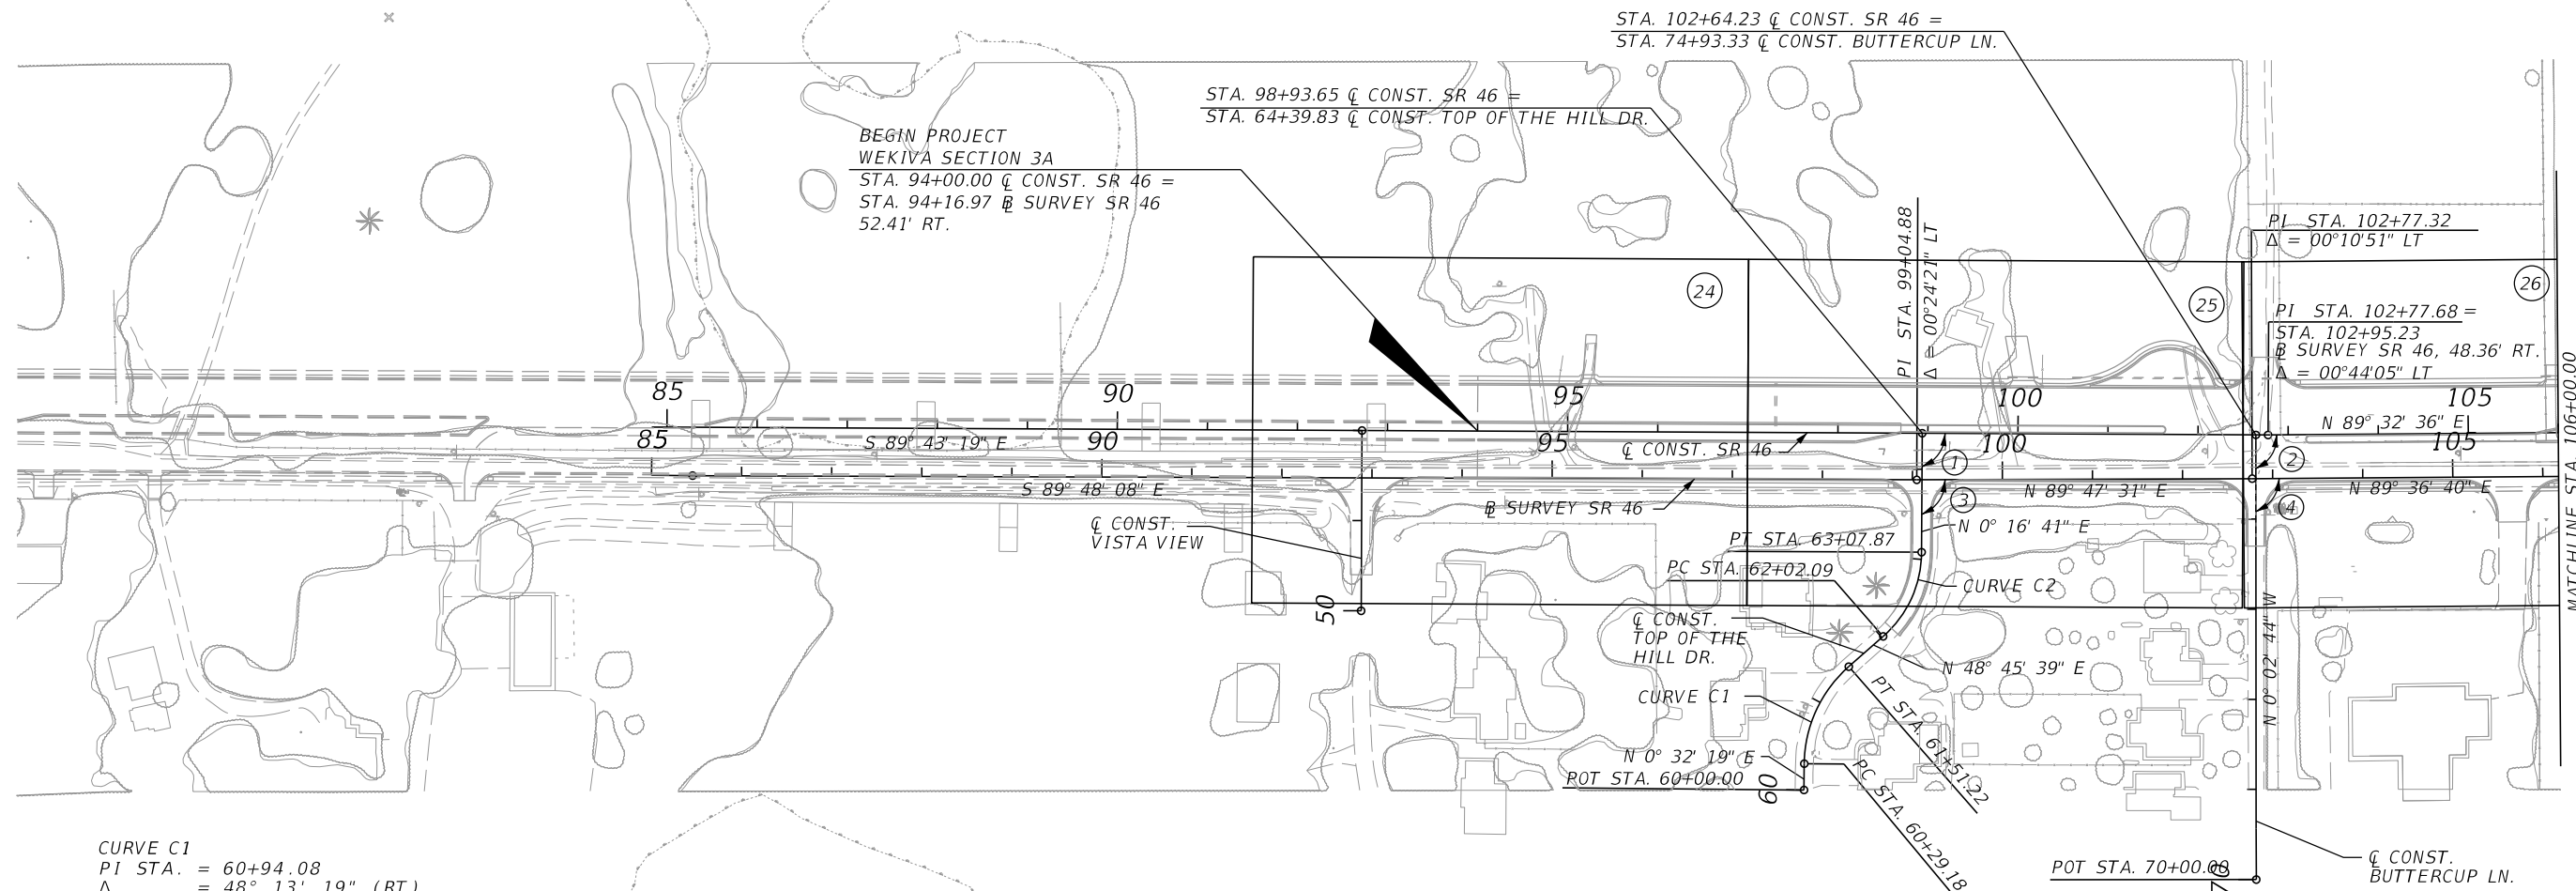 STA. 102+64.23 ℄ CONST. SR 46 =
STA. 74+93.33 ℄ CONST. BUTTERCUP LN.
STA. 98+93.65 ℄ CONST. SR 46 =
STA. 64+39.83 ℄ CONST. TOP OF THE HILL DR.
BEGIN PROJECT
WEKIVA SECTION 3A
STA. 94+00.00 ℄ CONST. SR 46 =
STA. 94+16.97 BL SURVEY SR 46
52.41' RT.
PI STA. 99+04.88
Δ = 00°24'21" LT
PI STA. 102+77.32
Δ = 00°10'51" LT
24
25
26
PI STA. 102+77.68 =
STA. 102+95.23
BL SURVEY SR 46, 48.36' RT.
Δ = 00°44'05" LT
MATCHLINE STA. 106+00.00
85
90
95
100
105
85
90
95
100
105
S 89° 43' 19" E
℄ CONST. SR 46
N 89° 32' 36" E
1
2
S 89° 48' 08" E
BL SURVEY SR 46
3
N 89° 47' 31" E
4
N 89° 36' 40" E
℄ CONST.
VISTA VIEW
50
N 0° 16' 41" E
PT STA. 63+07.87
PC STA. 62+02.09
CURVE C2
℄ CONST.
TOP OF THE
HILL DR.
N 48° 45' 39" E
CURVE C1
PT STA. 61+51.22
N 0° 02' 44" W
N 0° 32' 19" E
POT STA. 60+00.00
60
PC STA. 60+29.18
POT STA. 70+00.00
70
℄ CONST.
BUTTERCUP LN.
CURVE C1
PI STA. = 60+94.08
Δ = 48° 13' 19" (RT)